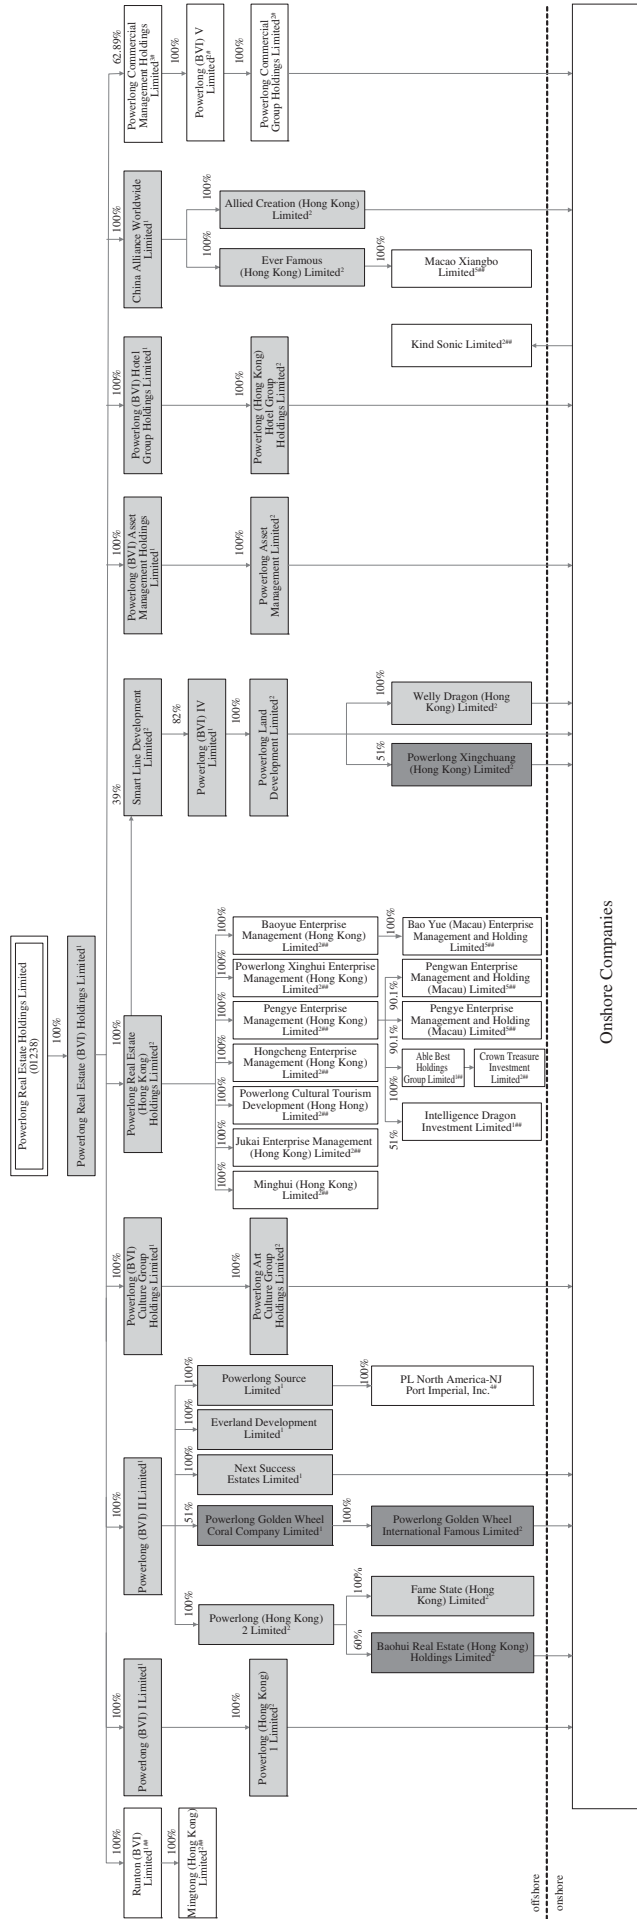 Powerlong Real Estate Holdings Limited
(01238)
100%
Powerlong Real Estate (BVI) Holdings Limited¹
100%
Runton (BVI)
Limited¹##
100%
Mingtong (Hong Kong)
Limited²##
100%
Powerlong (BVI) I Limited¹
100%
Powerlong (Hong Kong)
1 Limited²
100%
Powerlong (BVI) II Limited¹
100%
Powerlong (Hong Kong)
2 Limited²
60%
Baohui Real Estate (Hong Kong)
Holdings Limited²
100%
Fame State (Hong
Kong) Limited²
51%
Powerlong Golden Wheel
Coral Company Limited¹
100%
Powerlong Golden Wheel
International Famous Limited²
100%
Next Success
Estates Limited¹
100%
Everland Development
Limited¹
100%
Powerlong Source
Limited¹
100%
PL North America-NJ
Port Imperial, Inc.⁴#
100%
Powerlong (BVI)
Culture Group
Holdings Limited¹
100%
Powerlong Art
Culture Group
Holdings Limited²
100%
Powerlong Real Estate
(Hong Kong)
Holdings Limited²
100%
Minghui (Hong Kong)
Limited²##
100%
Jukai Enterprise Management
(Hong Kong) Limited²##
100%
Powerlong Cultural Tourism
Development (Hong Hong)
Limited²##
100%
Hongcheng Enterprise
Management (Hong Kong)
Limited²##
100%
Pengye Enterprise
Management (Hong Kong)
Limited²##
100%
Powerlong Xinghui Enterprise
Management (Hong Kong)
Limited²##
100%
Baoyue Enterprise
Management (Hong Kong)
Limited²##
51%
Intelligence Dragon
Investment Limited¹##
100%
Able Best
Holdings
Group Limited¹##
Crown Treasure
Investment
Limited²##
90.1%
Pengye Enterprise
Management and Holding
(Macau) Limited⁵##
90.1%
Pengwan Enterprise
Management and Holding
(Macau) Limited⁵##
100%
Bao Yue (Macau) Enterprise
Management and Holding
Limited⁵##
39%
Smart Line Development
Limited²
82%
Powerlong (BVI) IV
Limited¹
100%
Powerlong Land
Development Limited²
51%
Powerlong Xingchuang
(Hong Kong) Limited²
100%
Welly Dragon (Hong
Kong) Limited²
100%
Powerlong (BVI) Asset
Management Holdings
Limited¹
100%
Powerlong Asset
Management Limited²
100%
Powerlong (BVI) Hotel
Group Holdings Limited¹
100%
Powerlong (Hong Kong)
Hotel Group
Holdings Limited²
Kind Sonic Limited²##
100%
China Alliance Worldwide
Limited¹
100%
Ever Famous
(Hong Kong) Limited²
100%
Macao Xiangbo
Limited⁵##
100%
Allied Creation (Hong Kong)
Limited²
62.89%
Powerlong Commercial
Management Holdings
Limited³#
100%
Powerlong (BVI) V
Limited²#
100%
Powerlong Commercial
Group Holdings Limited²#
offshore
onshore
Onshore Companies